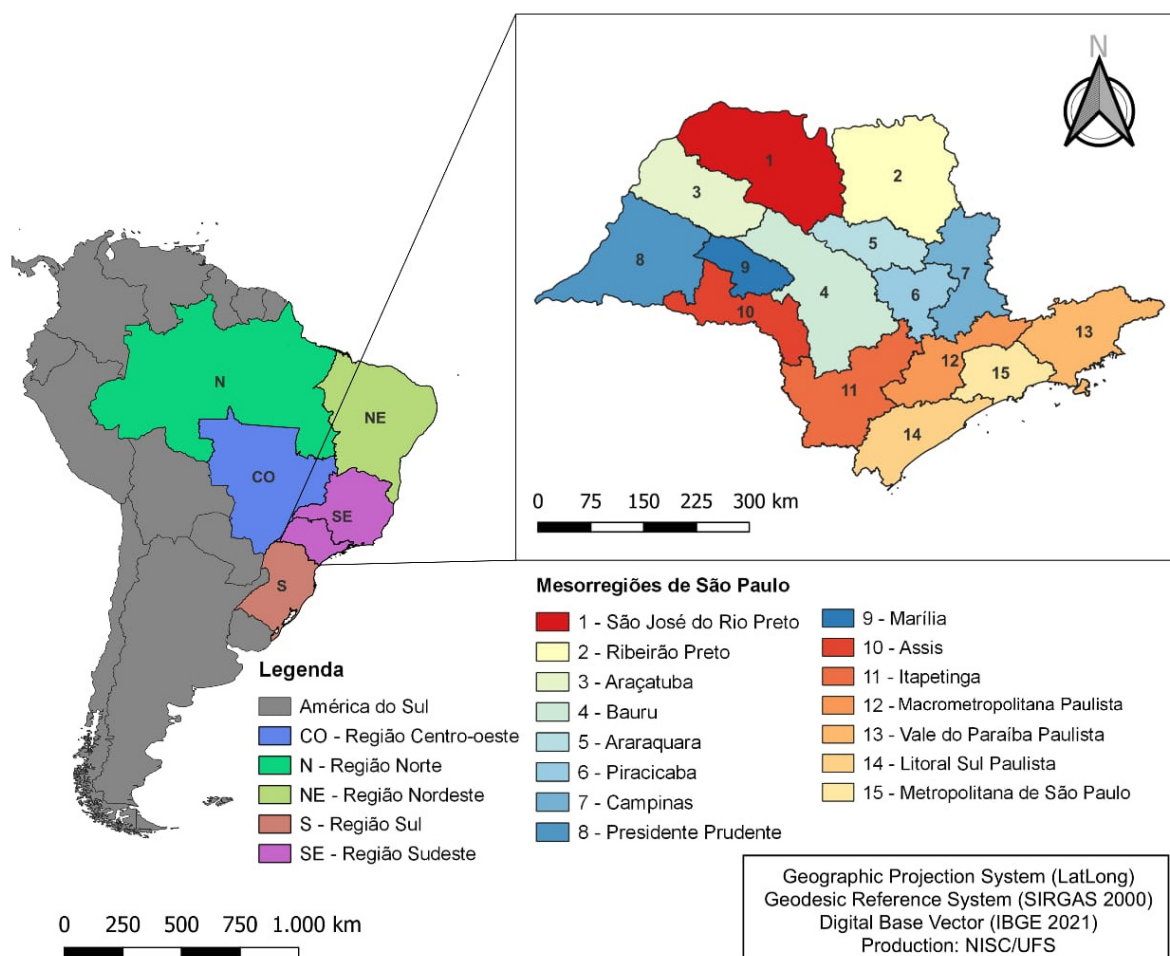 N
1
2
3
5
8
9
7
4
6
10
13
12
15
11
14
0 75 150 225 300 km
N
NE
CO
SE
S
Legenda
América do Sul
CO - Região Centro-oeste
N - Região Norte
NE - Região Nordeste
S - Região Sul
SE - Região Sudeste
0 250 500 750 1.000 km
Mesorregiões de São Paulo
1 - São José do Rio Preto
2 - Ribeirão Preto
3 - Araçatuba
4 - Bauru
5 - Araraquara
6 - Piracicaba
7 - Campinas
8 - Presidente Prudente
9 - Marília
10 - Assis
11 - Itapetinga
12 - Macrometropolitana Paulista
13 - Vale do Paraíba Paulista
14 - Litoral Sul Paulista
15 - Metropolitana de São Paulo
Geographic Projection System (LatLong)
Geodesic Reference System (SIRGAS 2000)
Digital Base Vector (IBGE 2021)
Production: NISC/UFS